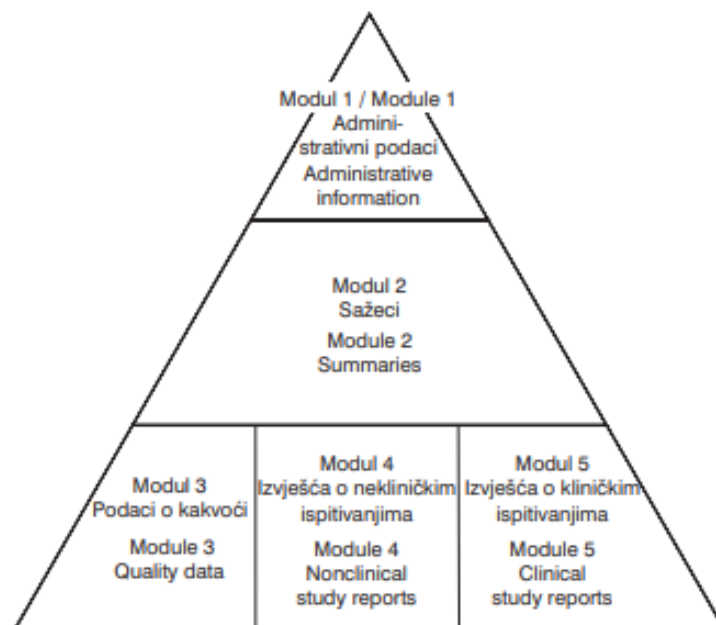 Modul 1 / Module 1
Admini-
strativni podaci
Administrative
information
Modul 2
Sažeci
Module 2
Summaries
Modul 3
Podaci o kakvoći
Module 3
Quality data
Modul 4
Izvješća o nekliničkim
ispitivanjima
Module 4
Nonclinical
study reports
Modul 5
Izvješća o kliničkim
ispitivanjima
Module 5
Clinical
study reports